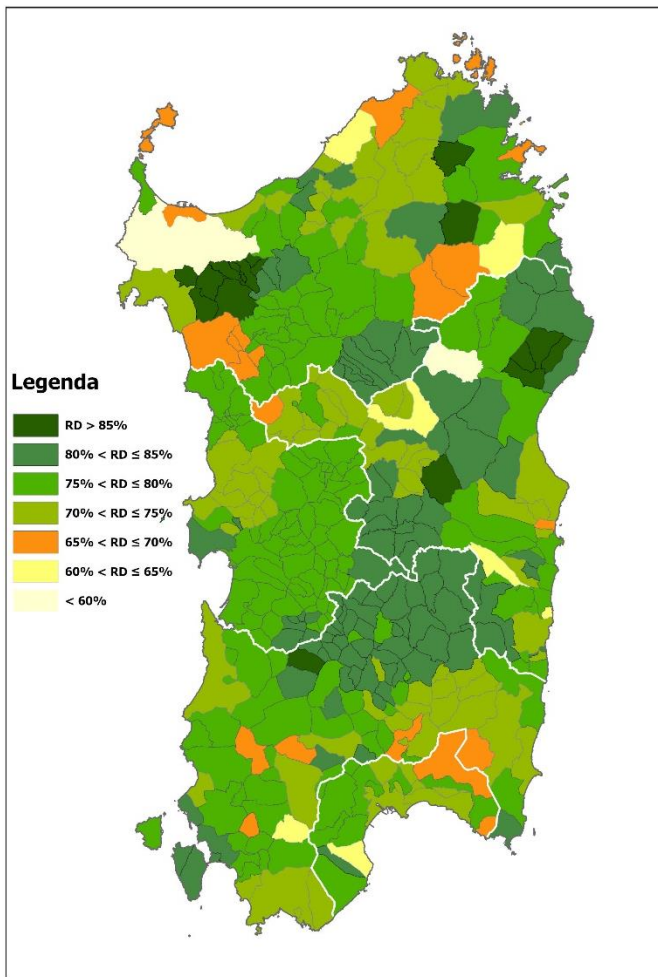 Legenda
RD > 85%
80% < RD ≤ 85%
75% < RD ≤ 80%
70% < RD ≤ 75%
65% < RD ≤ 70%
60% < RD ≤ 65%
< 60%